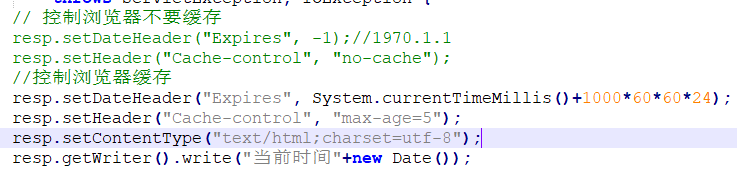 throws ServletException, IOException {
// 控制浏览器不要缓存
resp.setDateHeader("Expires", -1);//1970.1.1
resp.setHeader("Cache-control", "no-cache");
//控制浏览器缓存
resp.setDateHeader("Expires", System.currentTimeMillis()+1000*60*60*24);
resp.setHeader("Cache-control", "max-age=5");
resp.setContentType("text/html;charset=utf-8");
resp.getWriter().write("当前时间"+new Date());